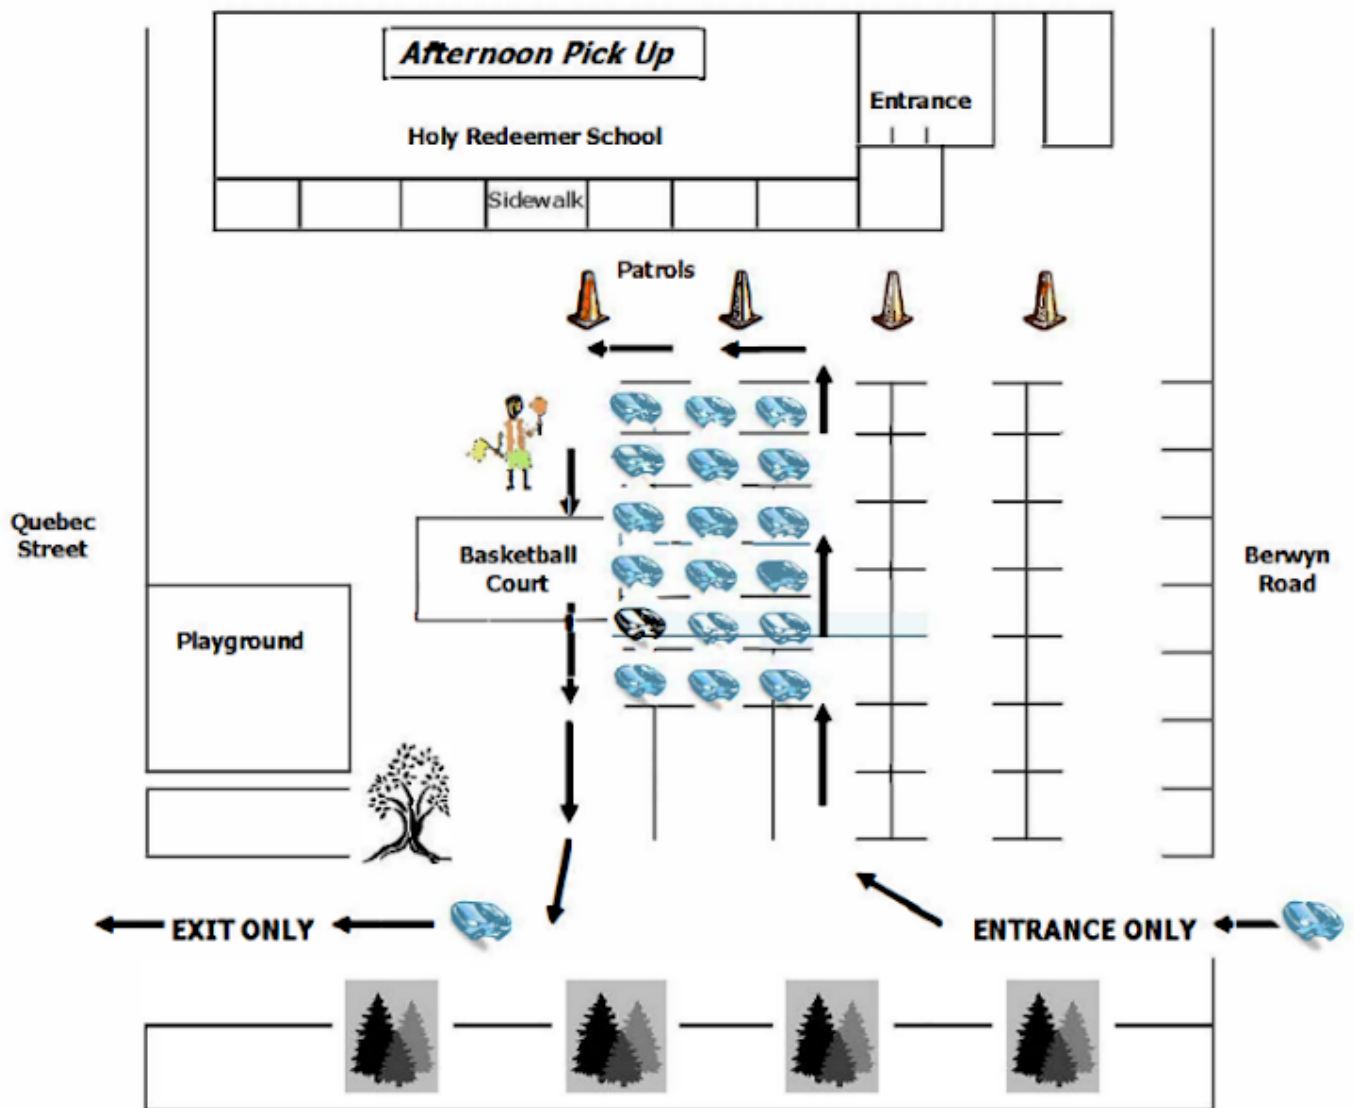 Afternoon Pick Up
Holy Redeemer School
Entrance
Sidewalk
Patrols
Quebec
Street
Basketball
Court
Berwyn
Road
Playground
EXIT ONLY
ENTRANCE ONLY